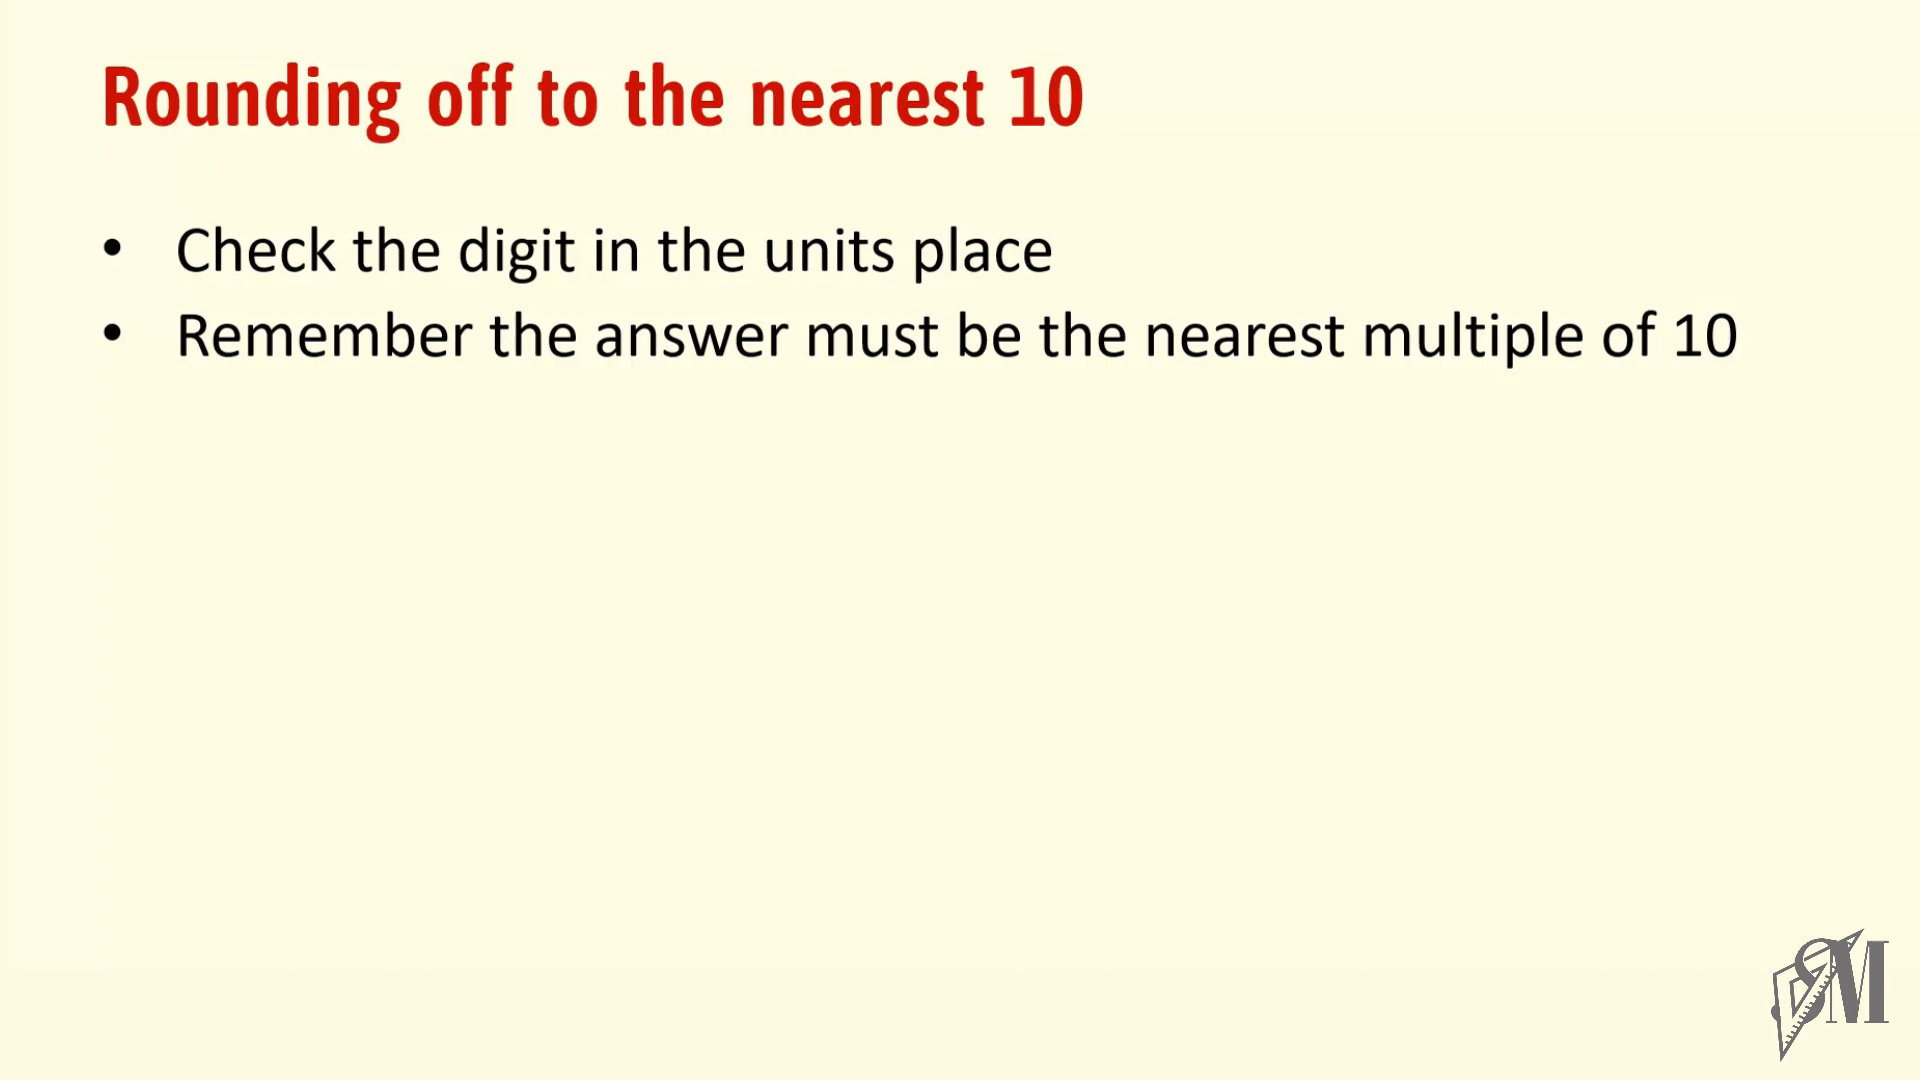 Rounding off to the nearest 10
• Check the digit in the units place
• Remember the answer must be the nearest multiple of 10
SM